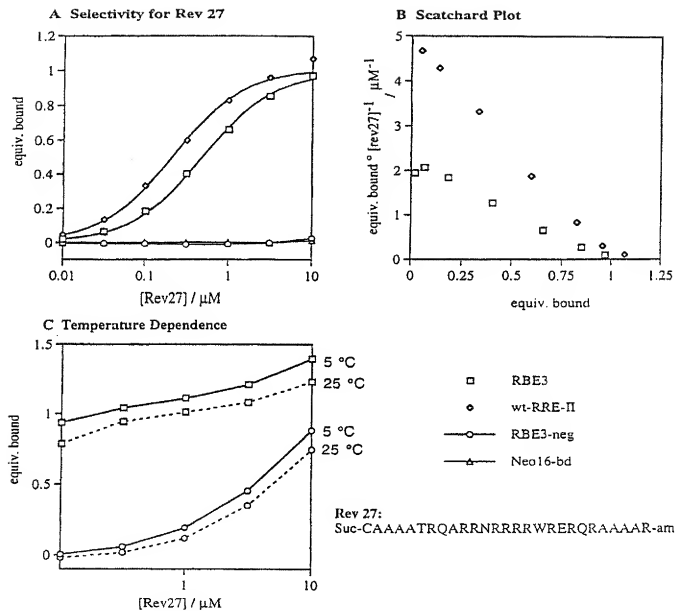 A Selectivity for Rev 27
1.2
1
0.8
0.6
0.4
0.2
0
equiv. bound
0.01
0.1
1
10
[Rev27] / μM
B Scatchard Plot
5
4
3
2
1
0
equiv. bound ° [rev27]⁻¹ / μM⁻¹
0
0.25
0.5
0.75
1
1.25
equiv. bound
C Temperature Dependence
1.5
1
0.5
0
equiv. bound
5 °C
25 °C
5 °C
25 °C
1
10
[Rev27] / μM
RBE3
wt-RRE-II
RBE3-neg
Neo16-bd
Rev 27:
Suc-CAAAATRQARRNRRRRWRERQRAAAAR-am